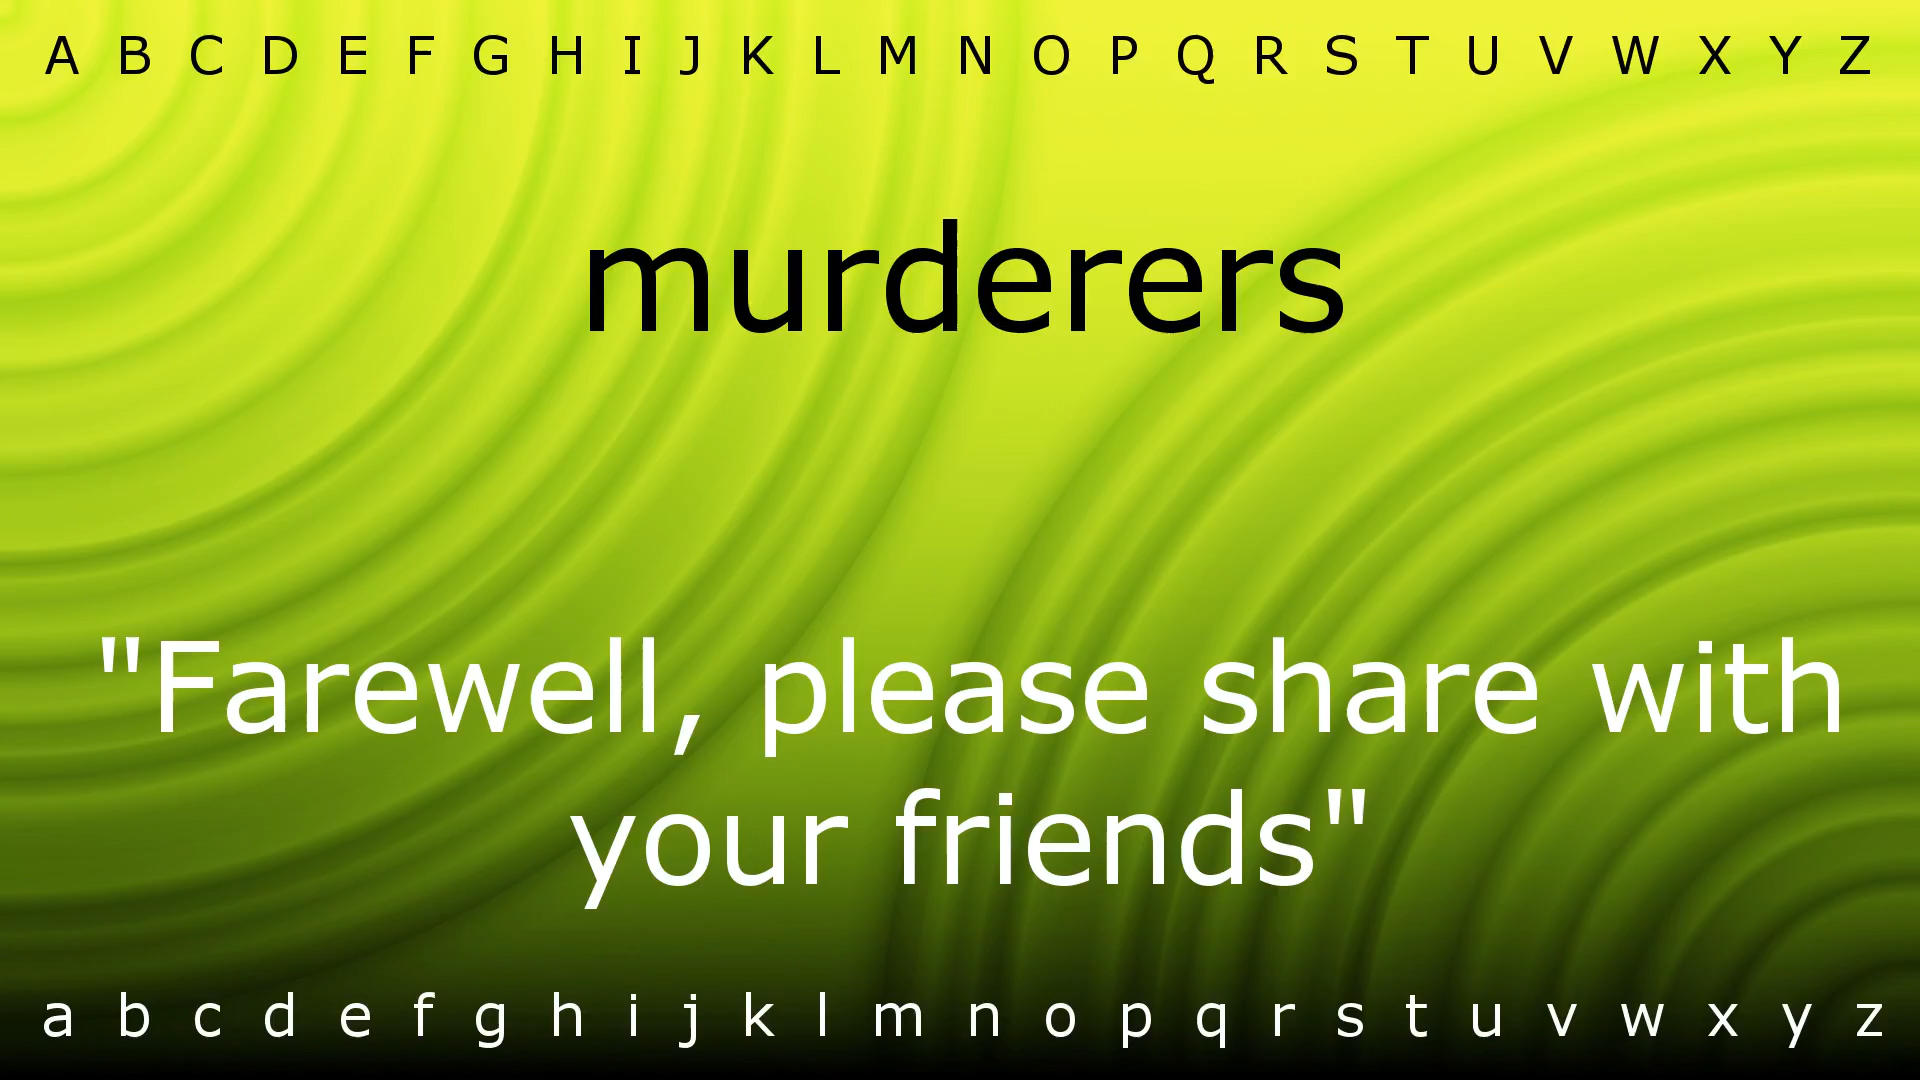 A B C D E F G H I J K L M N O P Q R S T U V W X Y Z
murderers
"Farewell, please share with
your friends"
a b c d e f g h i j k l m n o p q r s t u v w x y z